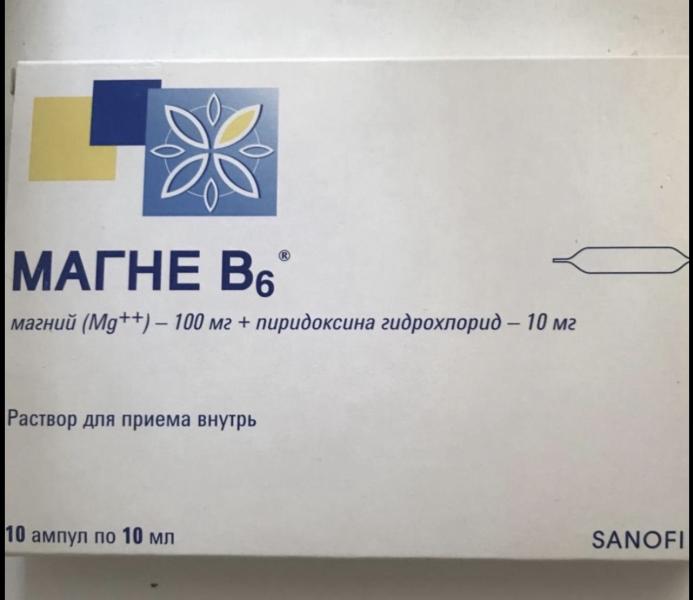 МАГНЕ B6®
магний (Mg++) – 100 мг + пиридоксина гидрохлорид – 10 мг
Раствор для приема внутрь
10 ампул по 10 мл
SANOFI